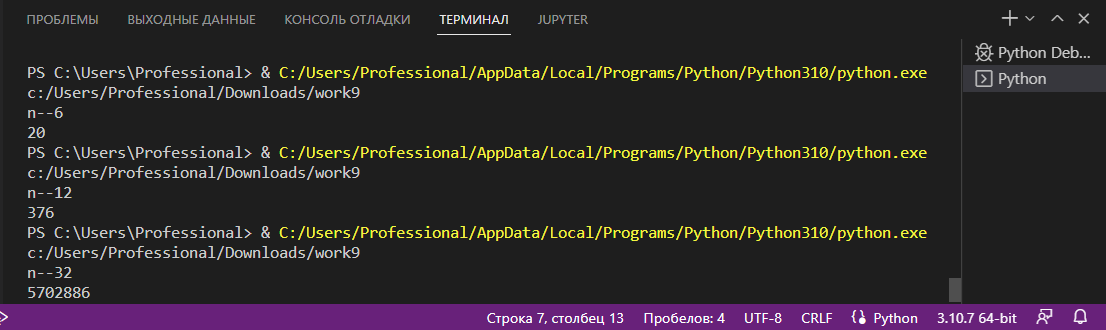 ПРОБЛЕМЫ ВЫХОДНЫЕ ДАННЫЕ КОНСОЛЬ ОТЛАДКИ ТЕРМИНАЛ JUPYTER
PS C:\Users\Professional> & C:/Users/Professional/AppData/Local/Programs/Python/Python310/python.exe
c:/Users/Professional/Downloads/work9
n--6
20
PS C:\Users\Professional> & C:/Users/Professional/AppData/Local/Programs/Python/Python310/python.exe
c:/Users/Professional/Downloads/work9
n--12
376
PS C:\Users\Professional> & C:/Users/Professional/AppData/Local/Programs/Python/Python310/python.exe
c:/Users/Professional/Downloads/work9
n--32
5702886
Python Deb...
Python
Строка 7, столбец 13 Пробелов: 4 UTF-8 CRLF Python 3.10.7 64-bit